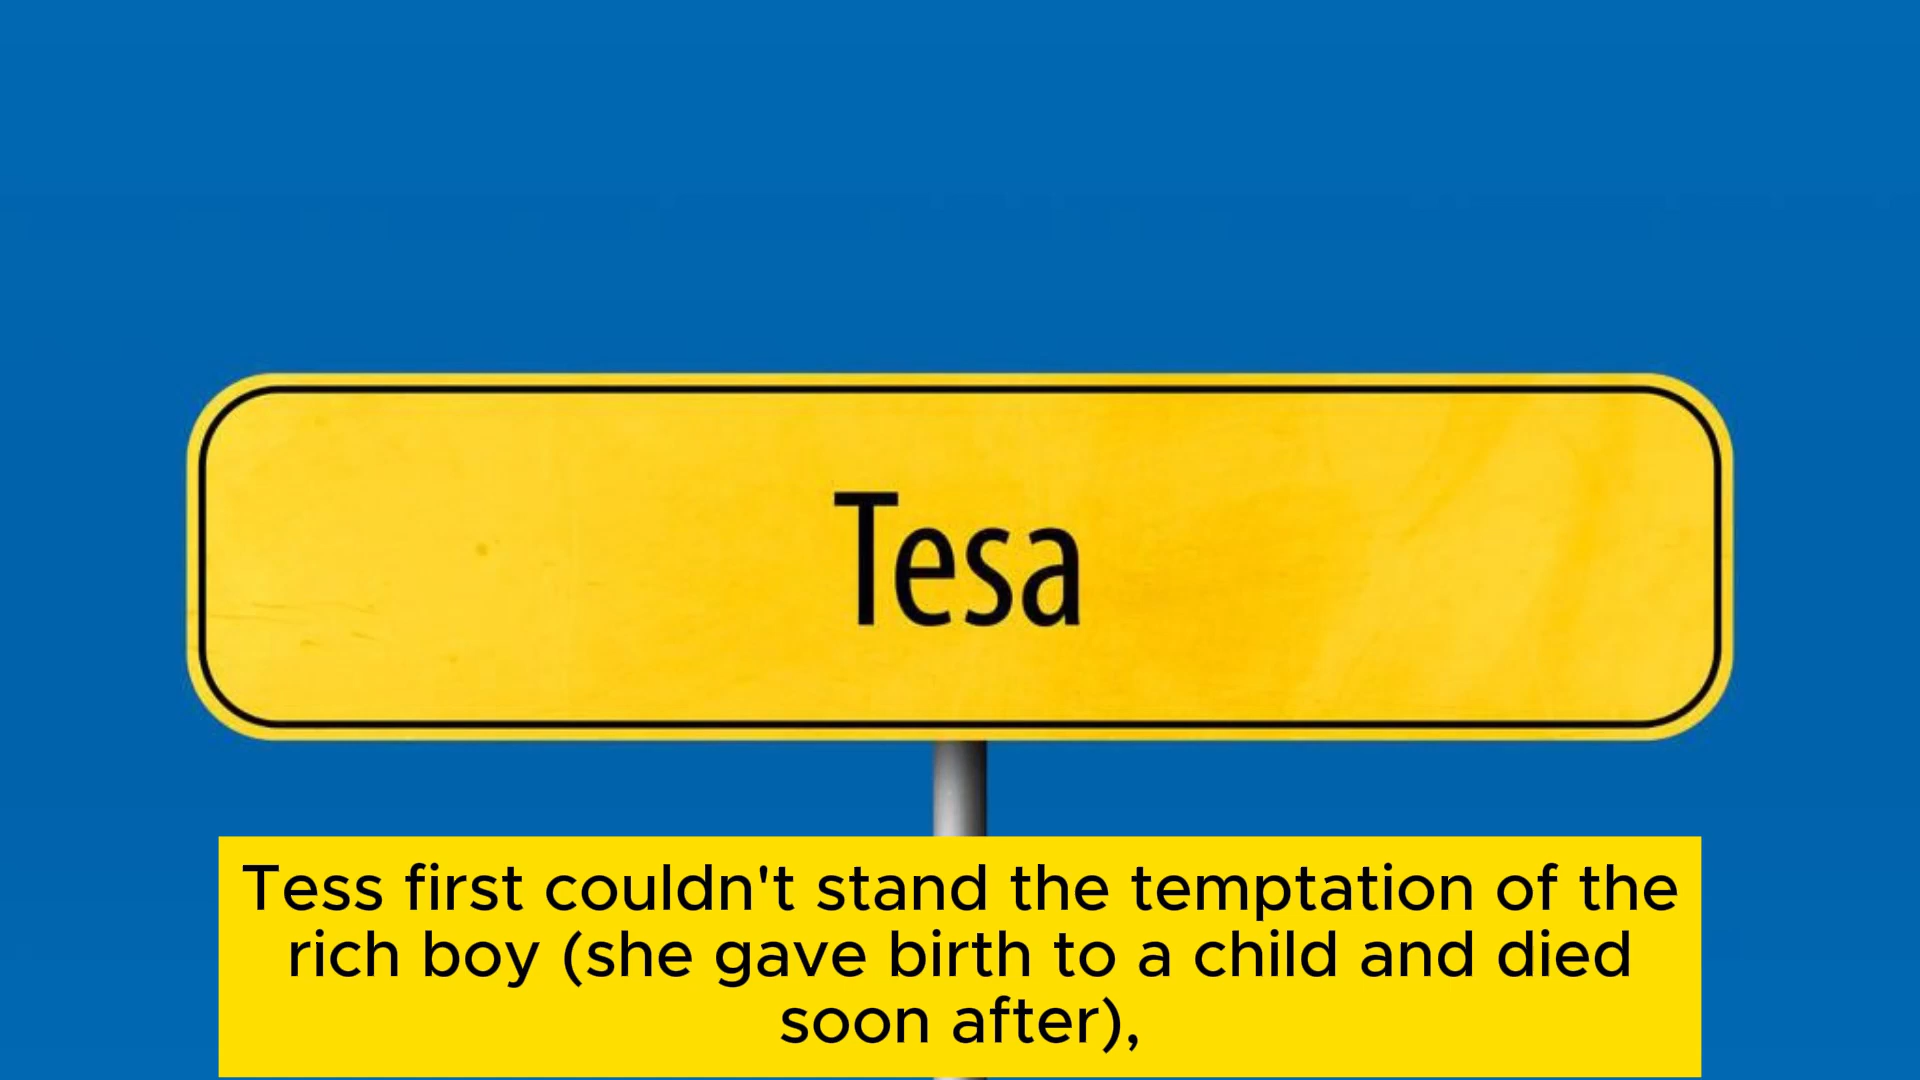 Tesa
Tess first couldn't stand the temptation of the
rich boy (she gave birth to a child and died
soon after),